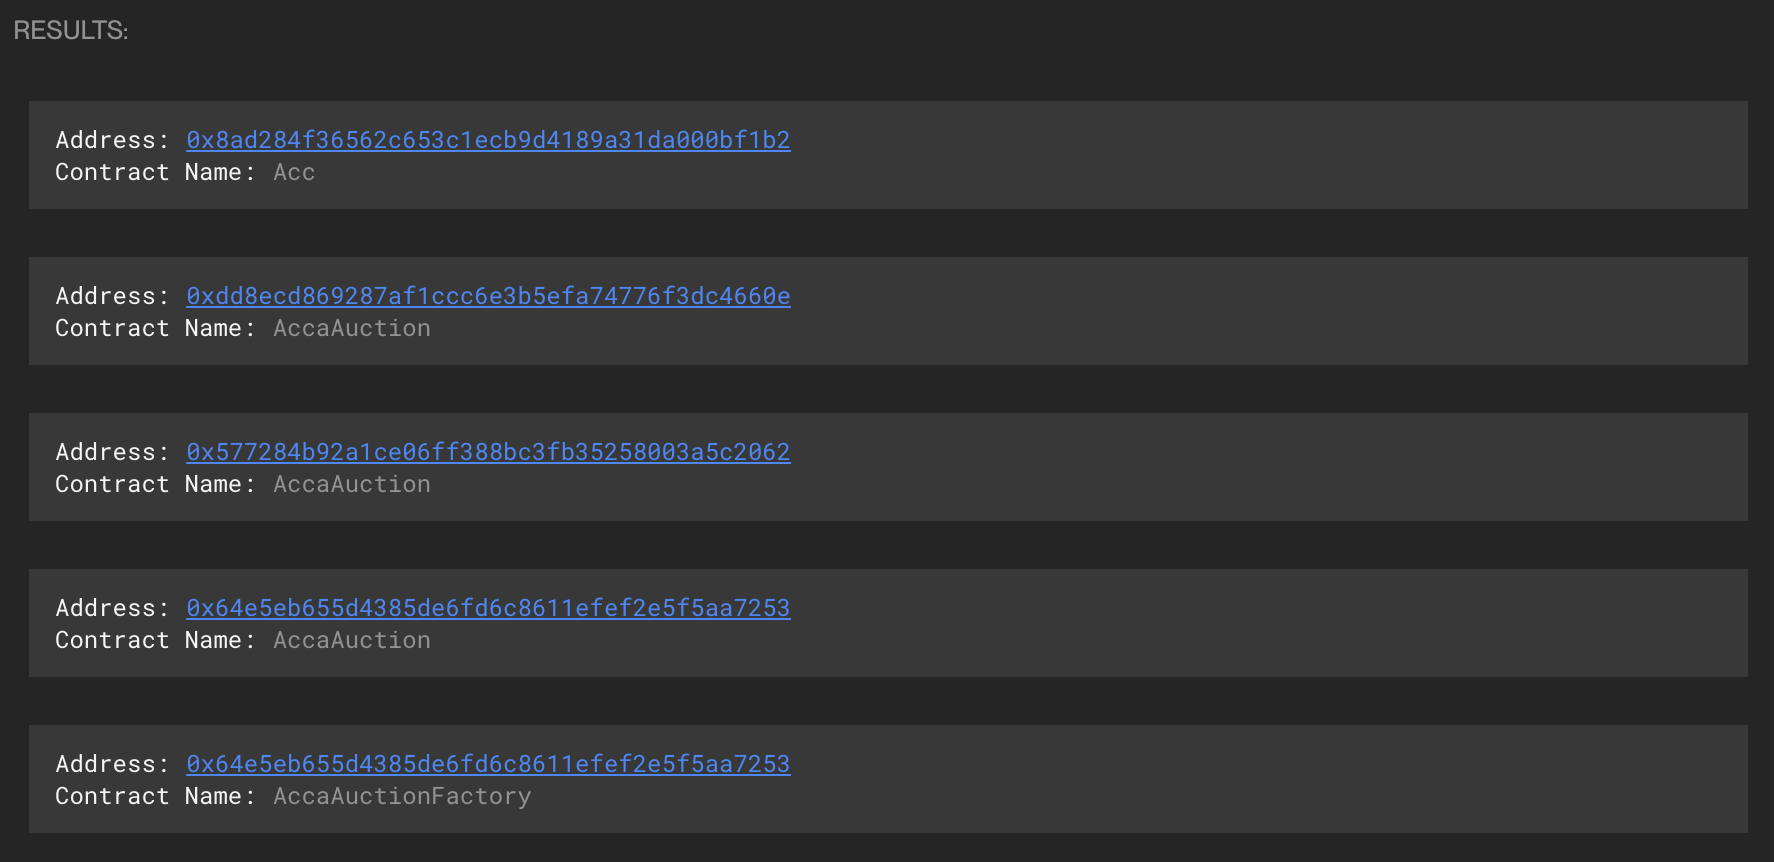 RESULTS:
Address: 0x8ad284f36562c653c1ecb9d4189a31da000bf1b2
Contract Name: Acc
Address: 0xdd8ecd869287af1ccc6e3b5efa74776f3dc4660e
Contract Name: AccaAuction
Address: 0x577284b92a1ce06ff388bc3fb35258003a5c2062
Contract Name: AccaAuction
Address: 0x64e5eb655d4385de6fd6c8611efef2e5f5aa7253
Contract Name: AccaAuction
Address: 0x64e5eb655d4385de6fd6c8611efef2e5f5aa7253
Contract Name: AccaAuctionFactory